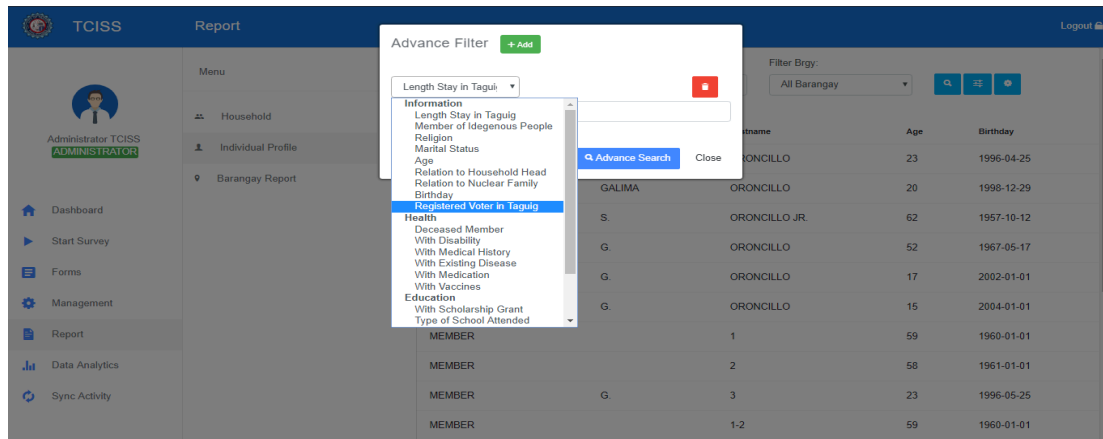 TCISS
Report
Logout
Administrator TCISS
ADMINISTRATOR
Dashboard
Start Survey
Forms
Management
Report
Data Analytics
Sync Activity
Menu
Household
Individual Profile
Barangay Report
Advance Filter
+ Add
Length Stay in Taguig
Information
Length Stay in Taguig
Member of Idegenous People
Religion
Marital Status
Age
Relation to Household Head
Relation to Nuclear Family
Birthday
Registered Voter in Taguig
Health
Deceased Member
With Disability
With Medical History
With Existing Disease
With Medication
With Vaccines
Education
With Scholarship Grant
Type of School Attended
Advance Search
Close
Filter Brgy:
All Barangay
Age Birthday
23 1996-04-25
GALIMA ORONCILLO 20 1998-12-29
S. ORONCILLO JR. 62 1957-10-12
G. ORONCILLO 52 1967-05-17
G. ORONCILLO 17 2002-01-01
G. ORONCILLO 15 2004-01-01
MEMBER 1 59 1960-01-01
MEMBER 2 58 1961-01-01
MEMBER G. 3 23 1996-05-25
MEMBER 1-2 59 1960-01-01